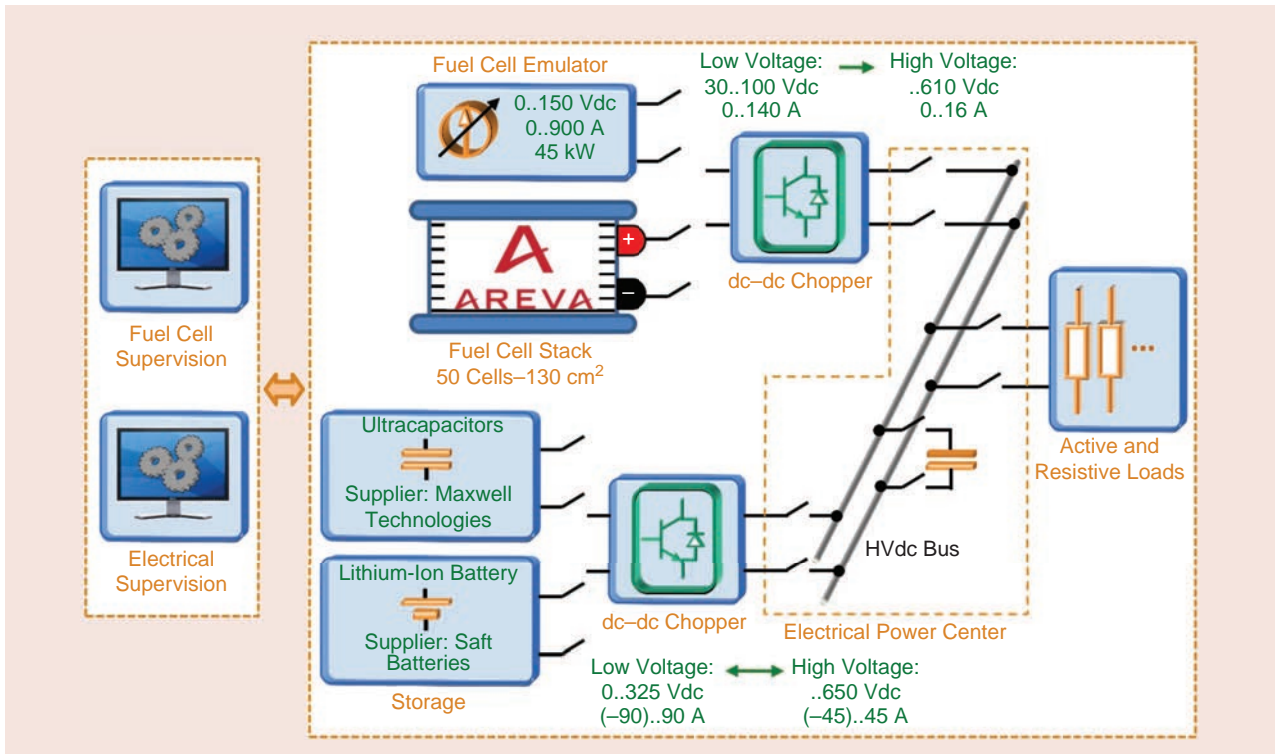 Fuel Cell Emulator
0..150 Vdc
0..900 A
45 kW
Low Voltage:
30..100 Vdc
0..140 A
High Voltage:
..610 Vdc
0..16 A
+
–
AREVA
dc–dc Chopper
Fuel Cell Stack
50 Cells–130 cm²
Fuel Cell
Supervision
Electrical
Supervision
Ultracapacitors
Supplier: Maxwell
Technologies
Lithium-Ion Battery
Supplier: Saft
Batteries
Storage
dc–dc Chopper
Low Voltage:
0..325 Vdc
(–90)..90 A
High Voltage:
..650 Vdc
(–45)..45 A
HVdc Bus
Electrical Power Center
...
Active and
Resistive Loads